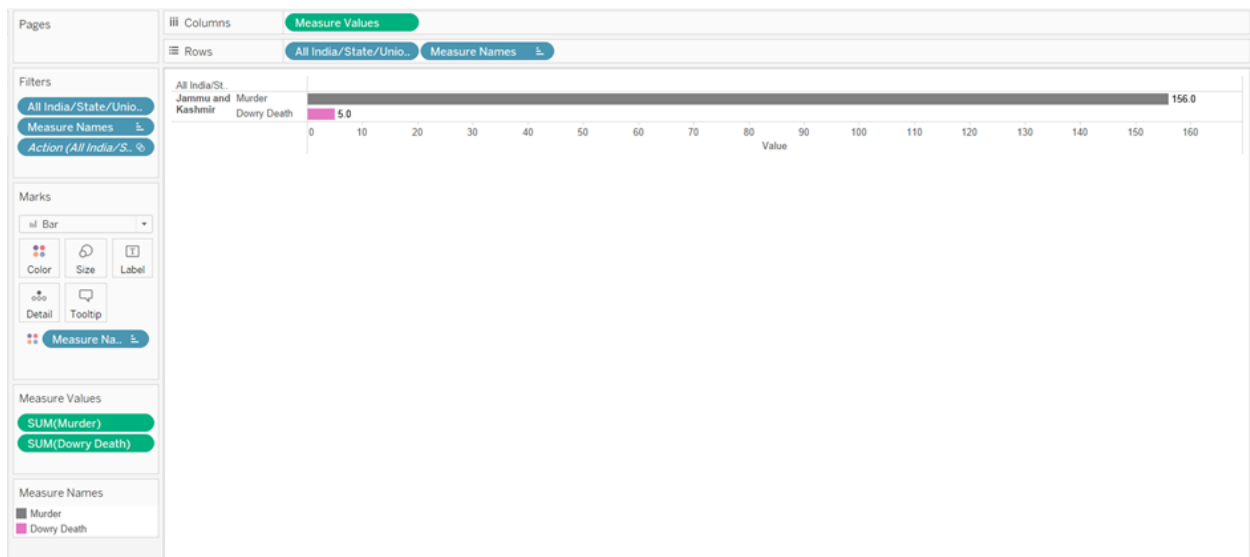 Pages
Columns
Measure Values
Rows
All India/State/Unio..
Measure Names
Filters
All India/State/Unio..
Measure Names
Action (All India/S..
Marks
Bar
Color
Size
Label
Detail
Tooltip
Measure Na..
Measure Values
SUM(Murder)
SUM(Dowry Death)
Measure Names
Murder
Dowry Death
All India/St..
Jammu and
Kashmir
Murder
156.0
Dowry Death
5.0
0 10 20 30 40 50 60 70 80 90 100 110 120 130 140 150 160
Value